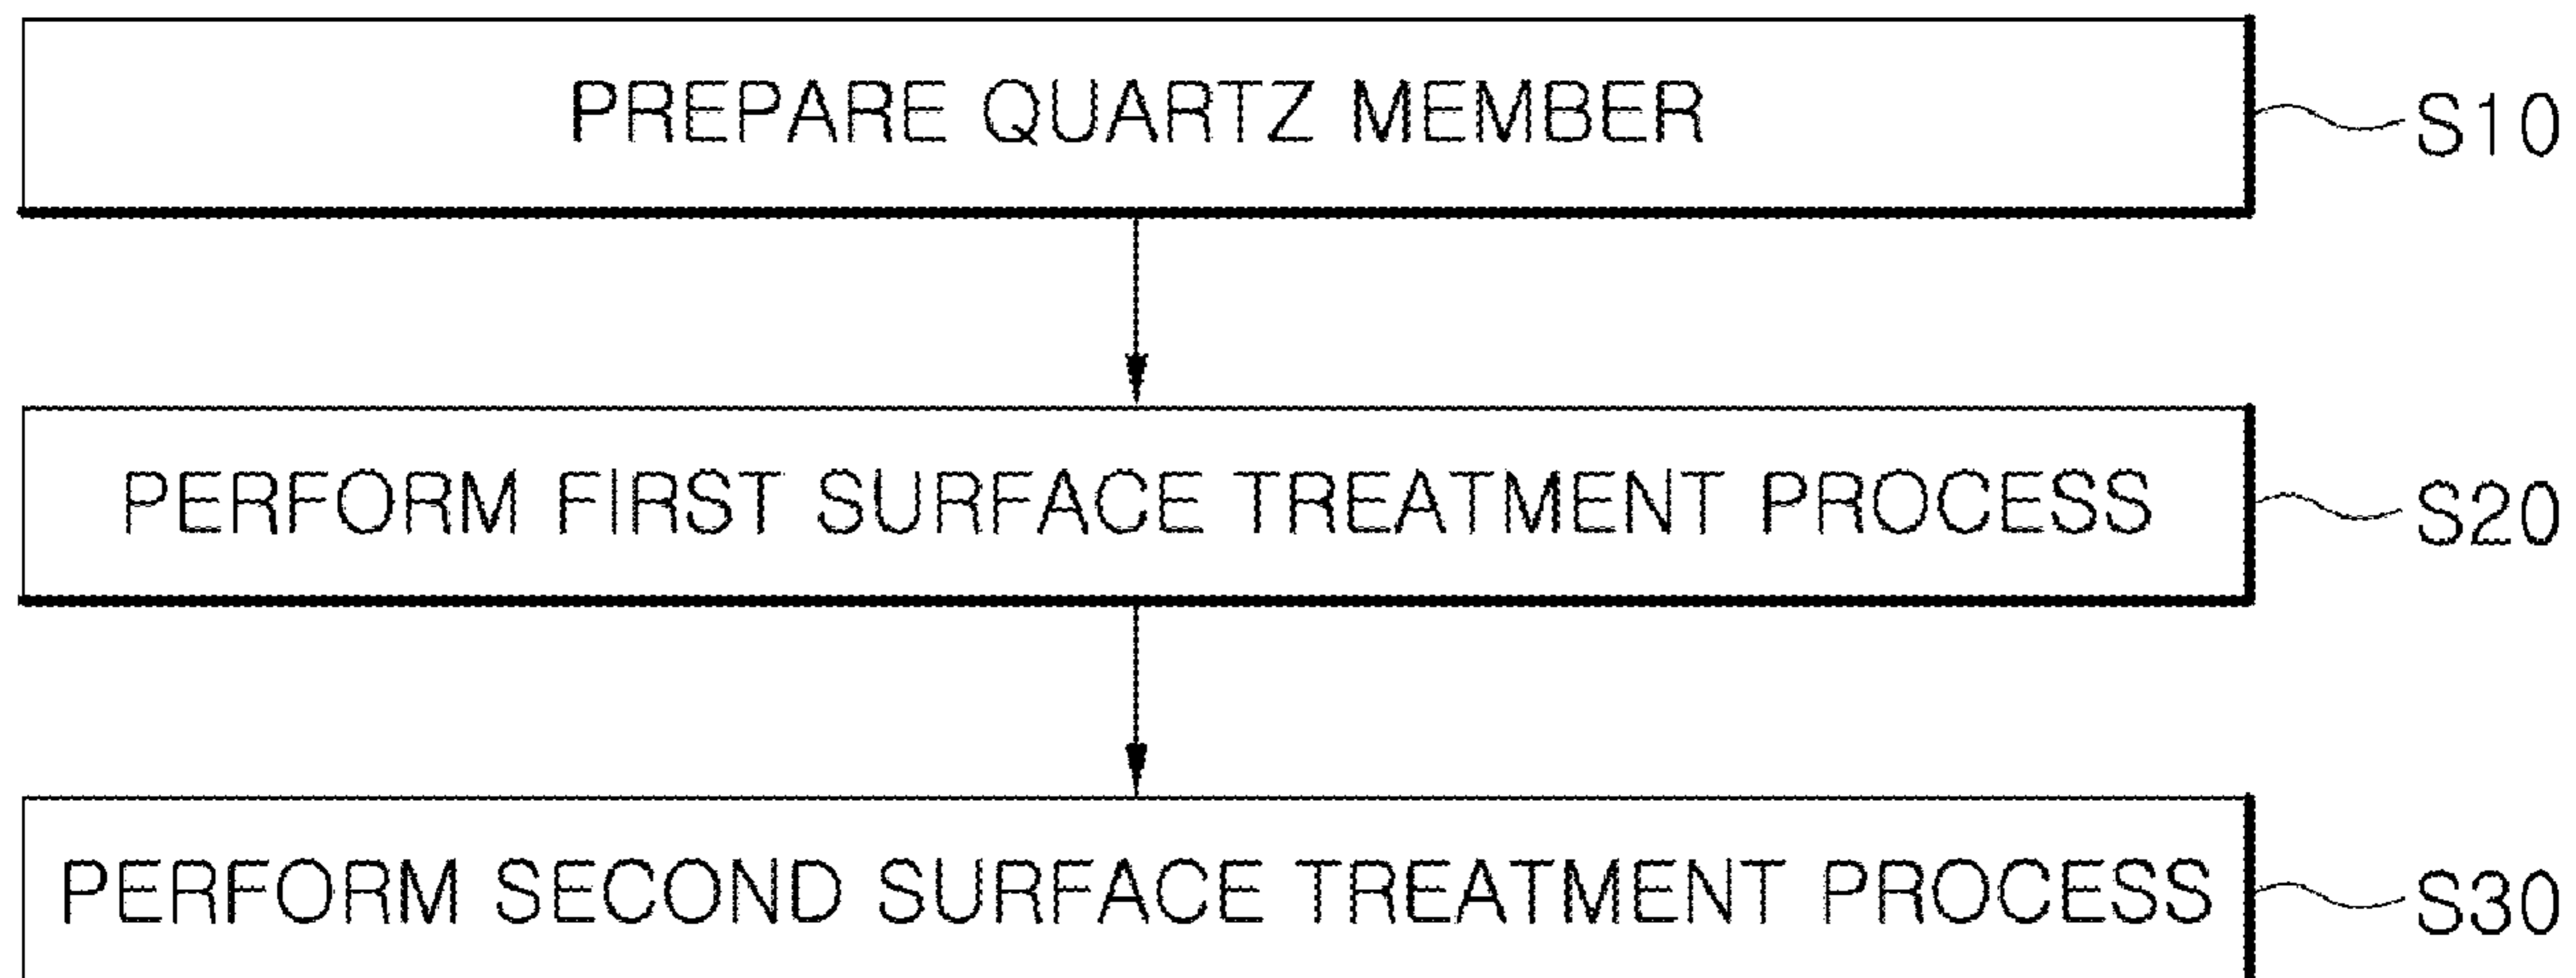 PREPARE QUARTZ MEMBER S10
PERFORM FIRST SURFACE TREATMENT PROCESS S20
PERFORM SECOND SURFACE TREATMENT PROCESS S30